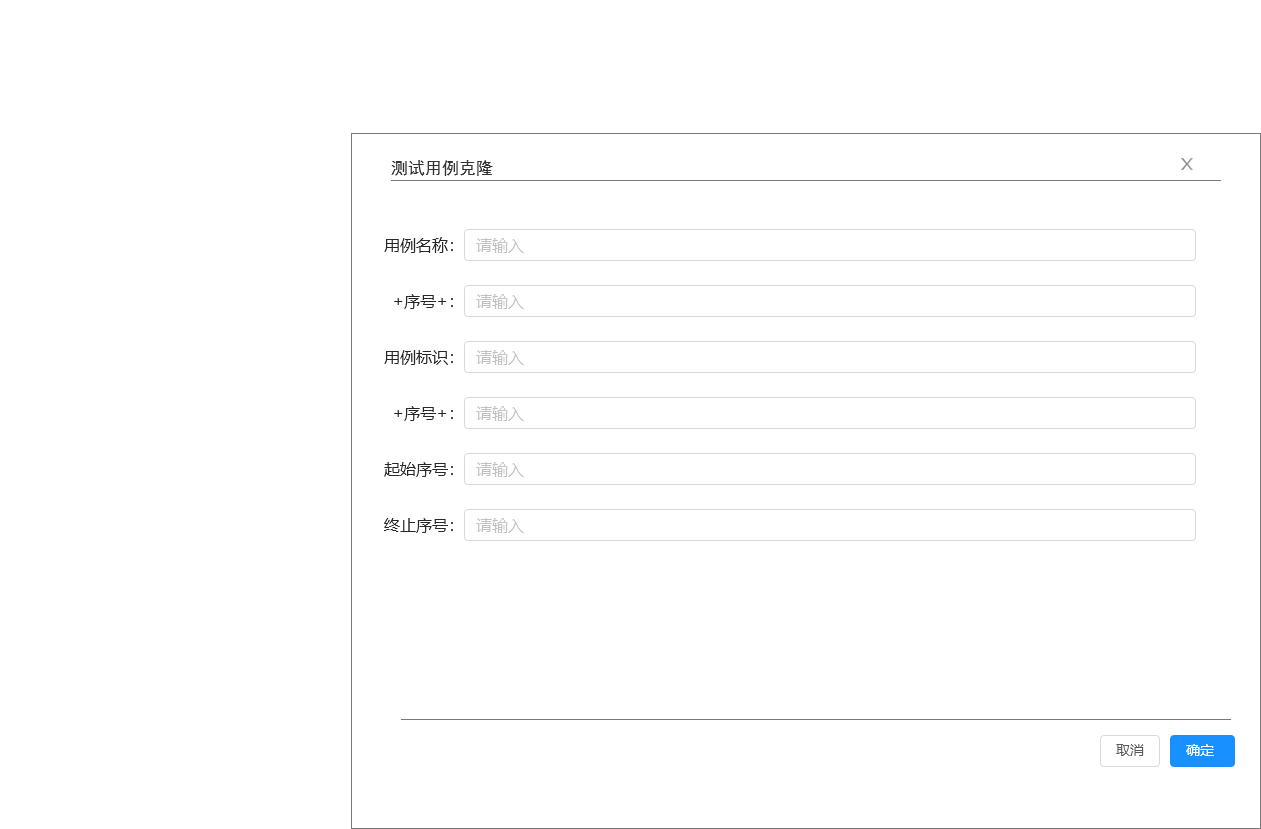 测试用例克隆
X
用例名称： 请输入
+序号+： 请输入
用例标识： 请输入
+序号+： 请输入
起始序号： 请输入
终止序号： 请输入
取消 确定